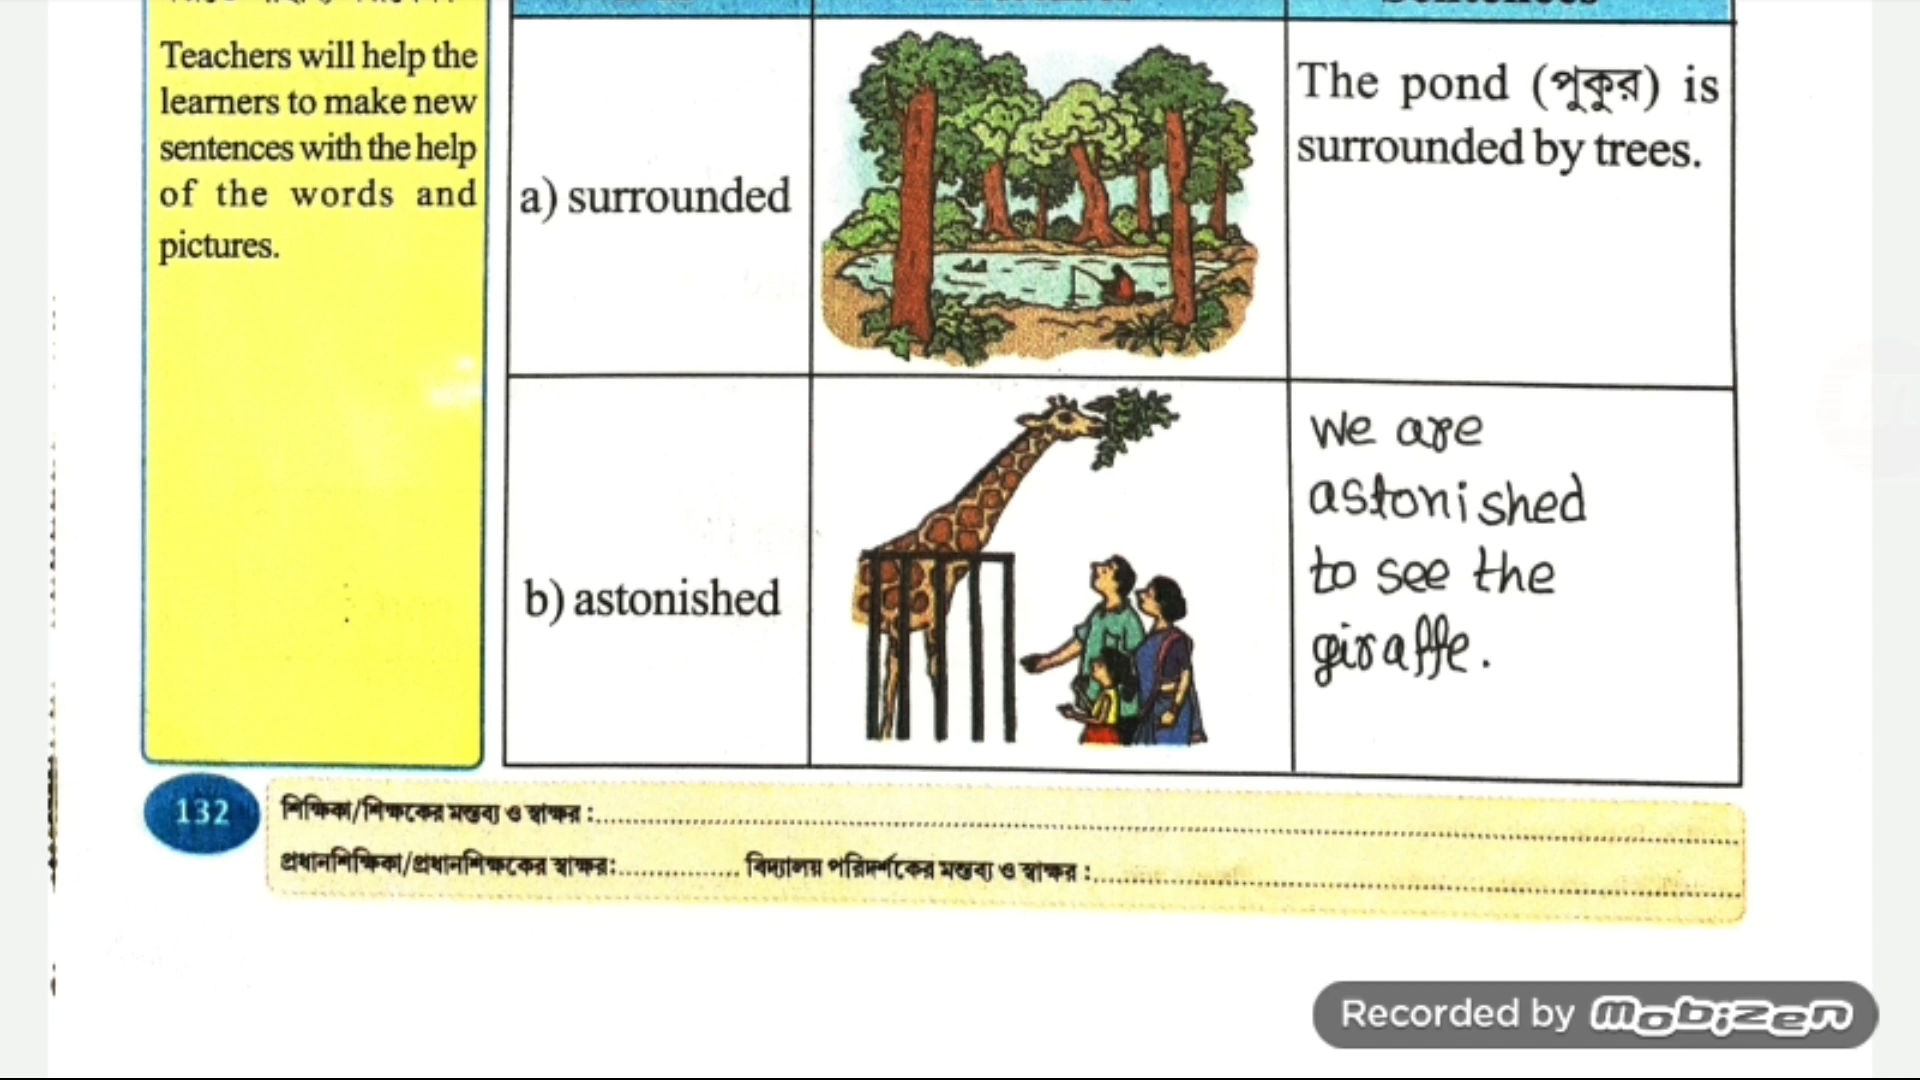 Sentences
Teachers will help the
learners to make new
sentences with the help
of the words and
pictures.
a) surrounded
The pond (পুকুর) is
surrounded by trees.
b) astonished
We are
astonished
to see the
giraffe.
132
শিক্ষিকা/শিক্ষকের মন্তব্য ও স্বাক্ষর :
প্রধানশিক্ষিকা/প্রধানশিক্ষকের স্বাক্ষর: বিদ্যালয় পরিদর্শকের মন্তব্য ও স্বাক্ষর :
Recorded by mobizen